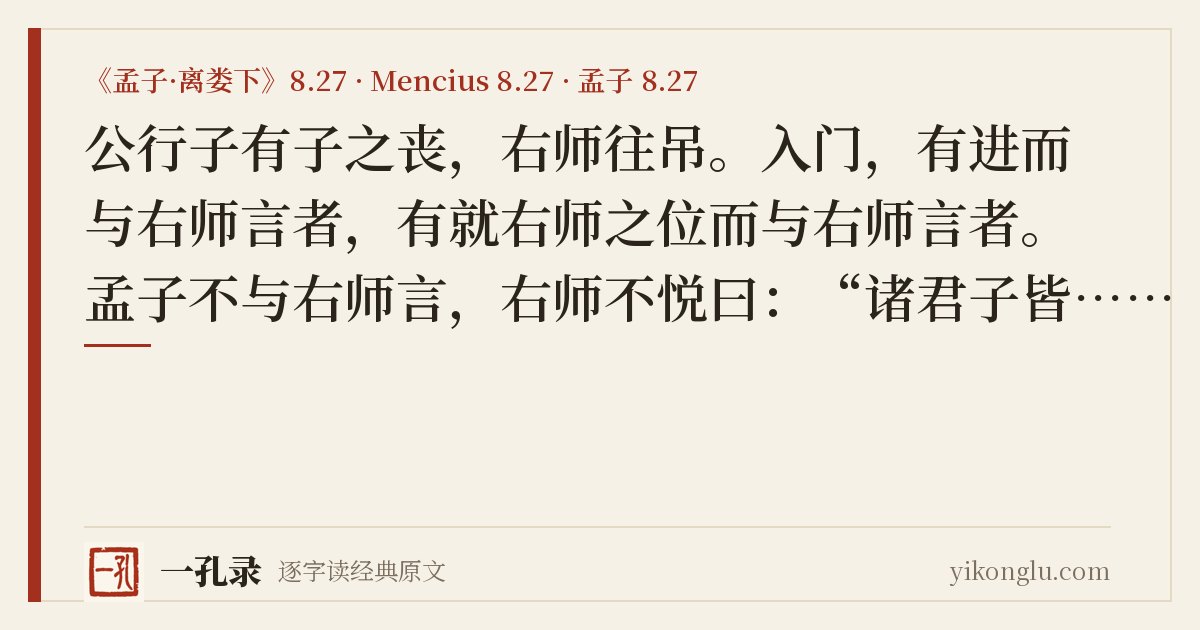 《孟子·离娄下》8.27 · Mencius 8.27 · 孟子 8.27
公行子有子之丧，右师往吊。入门，有进而
与右师言者，有就右师之位而与右师言者。
孟子不与右师言，右师不悦曰：“诸君子皆……
一孔
一孔录 逐字读经典原文
yikonglu.com